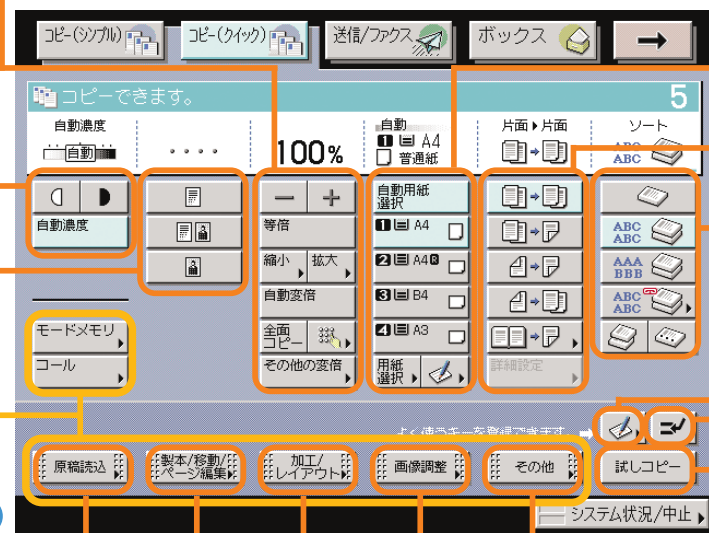 コピー(シンプル)
コピー(クイック)
送信/ファクス
ボックス
コピーできます。
5
自動濃度
自動
100%
自動
1 A4
普通紙
片面▶片面
ソート
ABC
ABC
自動濃度
等倍
縮小
拡大
自動変倍
全面
コピー
その他の変倍
自動用紙
選択
1 A4
2 A4R
3 B4
4 A3
用紙
選択
詳細設定
ABC
ABC
AAA
BBB
ABC
ABC
モードメモリ
コール
よく使うキーを登録できます
原稿読込
製本/移動/
ページ編集
加工/
レイアウト
画像調整
その他
試しコピー
システム状況/中止